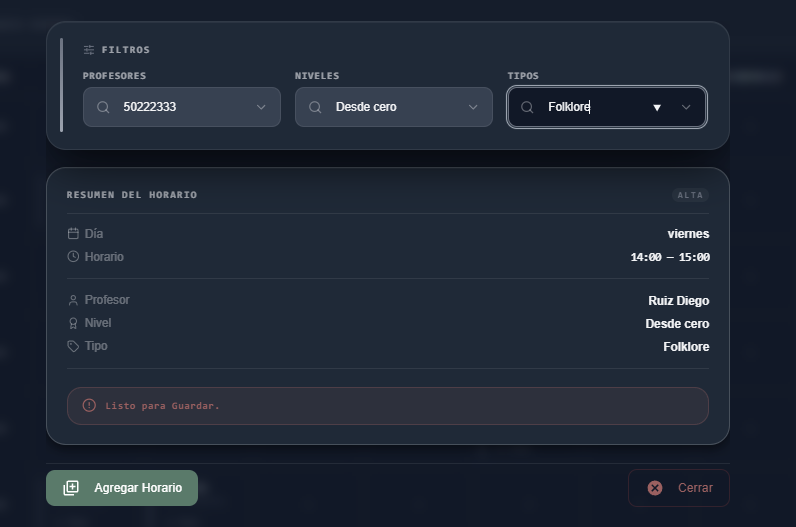 FILTROS
PROFESORES NIVELES TIPOS
50222333 Desde cero Folklore
RESUMEN DEL HORARIO ALTA
Día viernes
Horario 14:00 — 15:00
Profesor Ruiz Diego
Nivel Desde cero
Tipo Folklore
Listo para Guardar.
Agregar Horario Cerrar